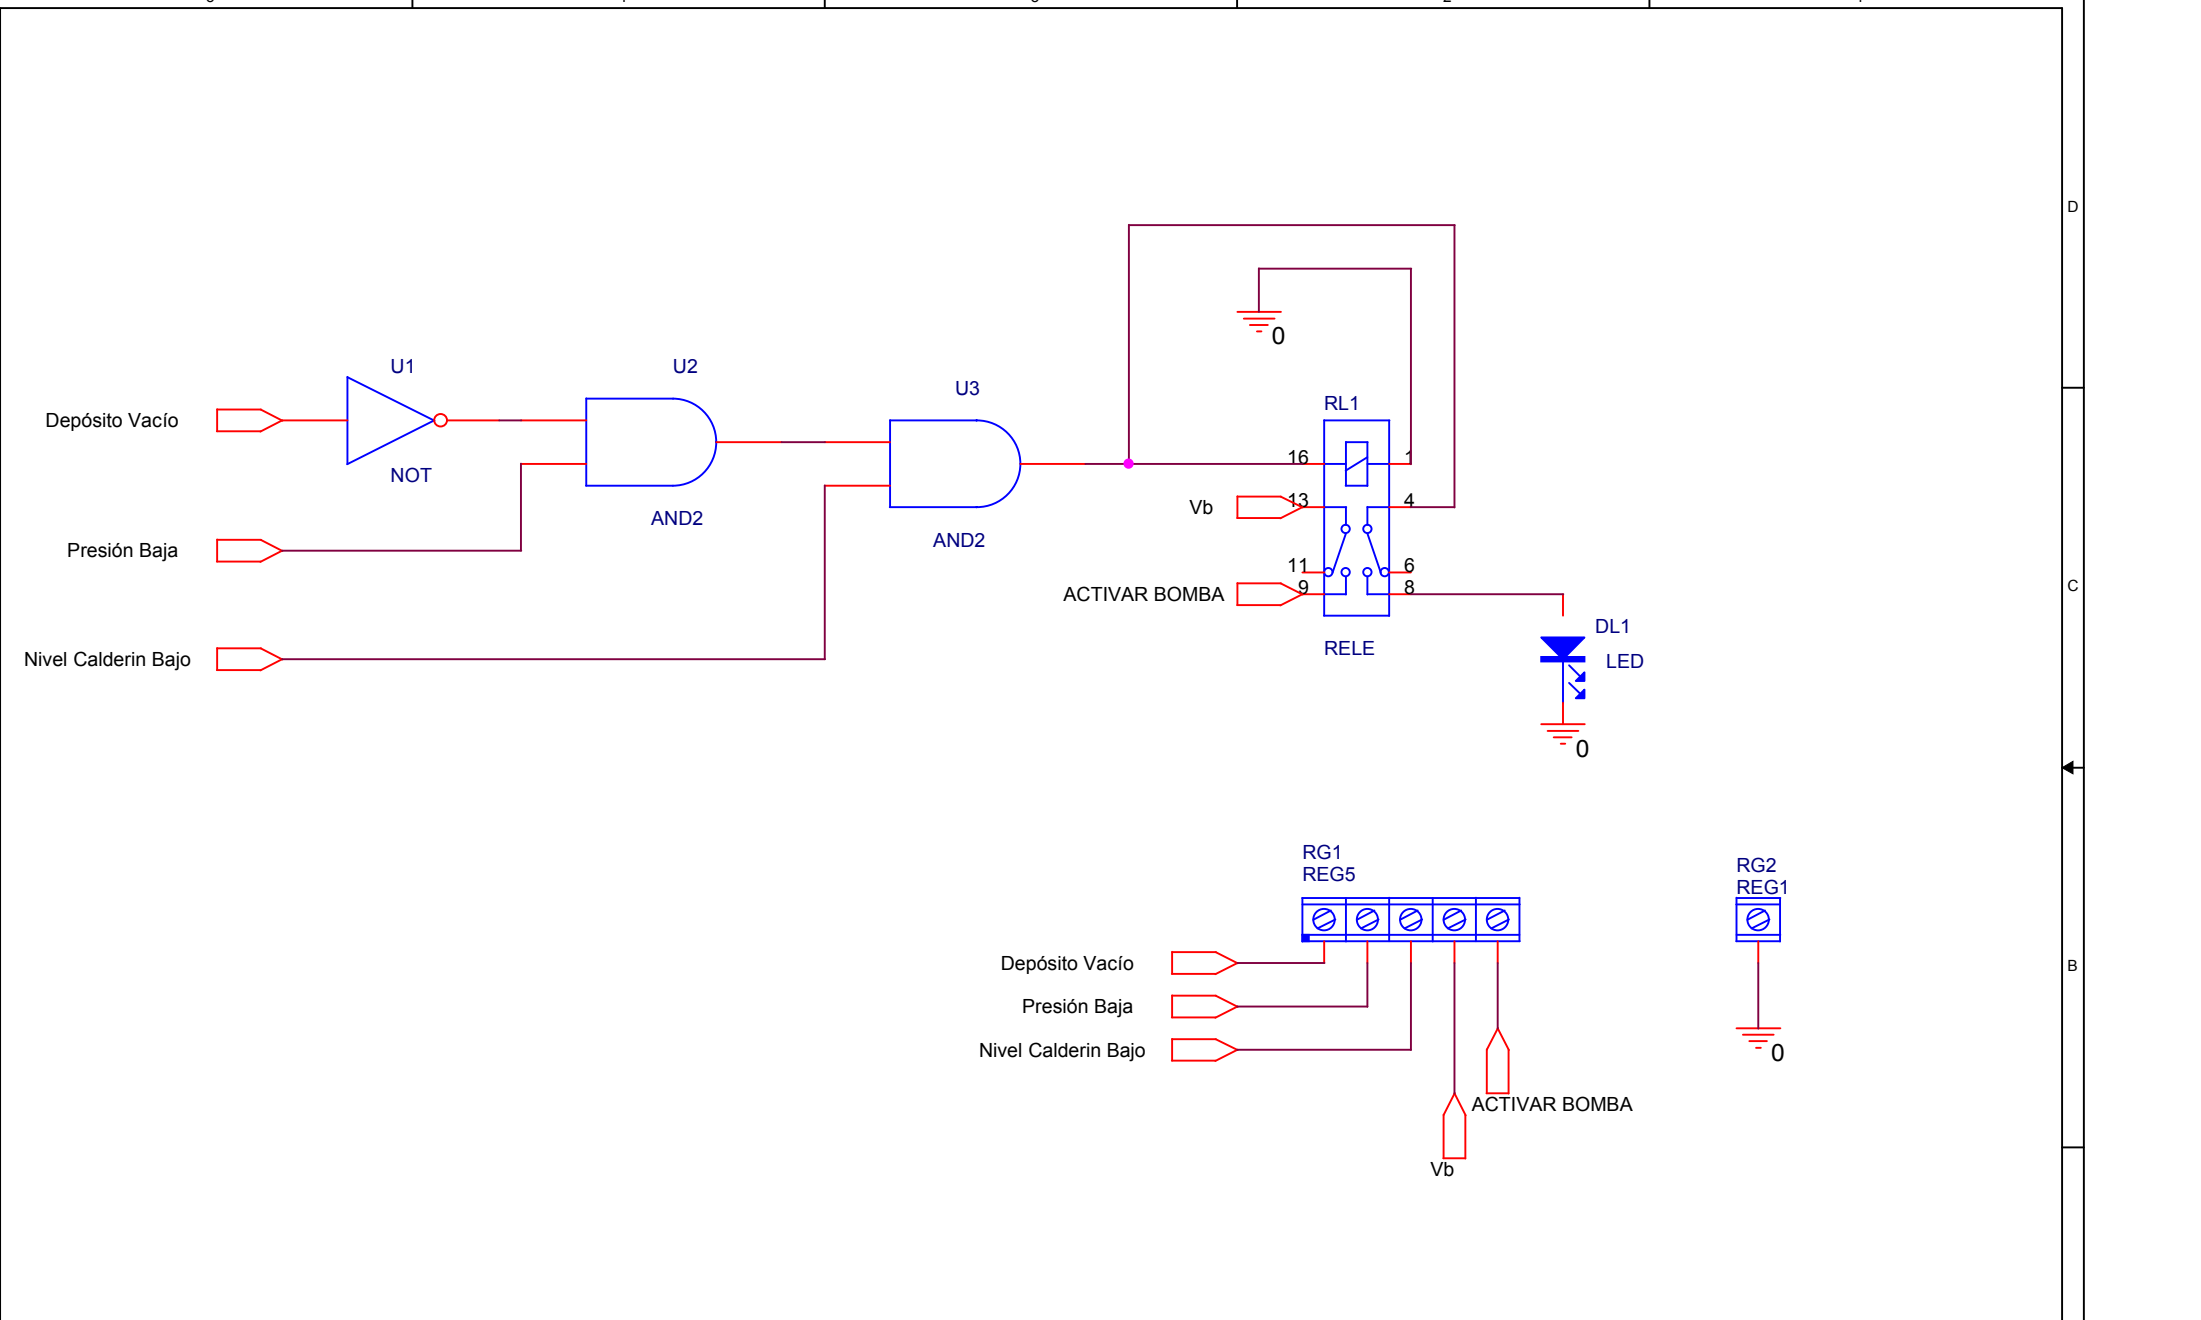 D
U1
U2
U3
0
RL1
Depósito Vacío
16
1
NOT
Vb
13
4
AND2
AND2
Presión Baja
11
6
ACTIVAR BOMBA
9
8
DL1
LED
RELE
Nivel Calderin Bajo
C
0
RG1
REG5
RG2
REG1
Depósito Vacío
B
Presión Baja
Nivel Calderin Bajo
0
ACTIVAR BOMBA
Vb